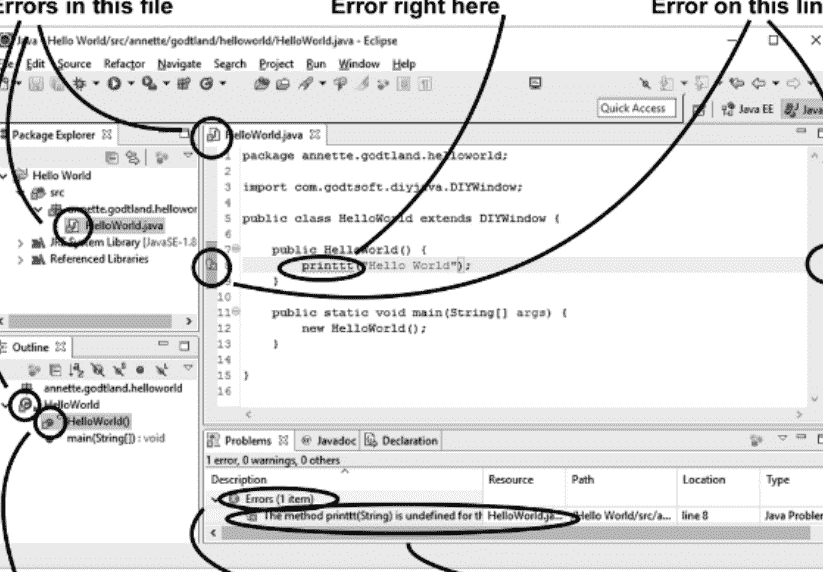 Errors in this file
Error right here
Error on this lin
Java - Hello World/src/annette/godtland/helloworld/HelloWorld.java - Eclipse
Edit Source Refactor Navigate Search Project Run Window Help
Quick Access
Java EE
Java
Package Explorer
HelloWorld.java
Hello World
src
annette.godtland.hellowor
HelloWorld.java
JRE System Library [JavaSE-1.8
Referenced Libraries
1 package annette.godtland.helloworld;
2
3 import com.godtsoft.diyjava.DIYWindow;
4
5 public class HelloWorld extends DIYWindow {
6
7 public HelloWorld() {
printtt("Hello World");
9 }
10
11 public static void main(String[] args) {
12 new HelloWorld();
13 }
14
15 }
16
Outline
annette.godtland.helloworld
HelloWorld
HelloWorld()
main(String[]) : void
Problems
@ Javadoc
Declaration
1 error, 0 warnings, 0 others
Description Resource Path Location Type
Errors (1 item)
The method printtt(String) is undefined for th HelloWorld.ja... /Hello World/src/a... line 8 Java Problem